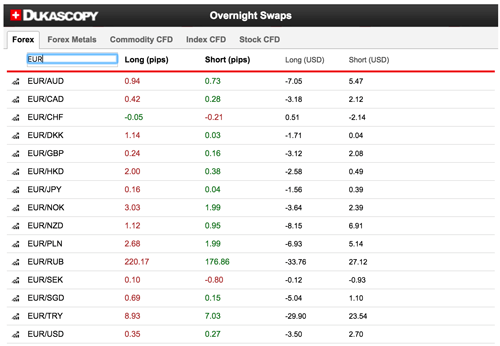 DUKASCOPY Overnight Swaps
Forex Forex Metals Commodity CFD Index CFD Stock CFD
EUR Long (pips) Short (pips) Long (USD) Short (USD)
EUR/AUD 0.94 0.73 -7.05 5.47
EUR/CAD 0.42 0.28 -3.18 2.12
EUR/CHF -0.05 -0.21 0.51 -2.14
EUR/DKK 1.14 0.03 -1.71 0.04
EUR/GBP 0.24 0.16 -3.12 2.08
EUR/HKD 2.00 0.38 -2.58 0.49
EUR/JPY 0.16 0.04 -1.56 0.39
EUR/NOK 3.03 1.99 -3.64 2.39
EUR/NZD 1.12 0.95 -8.15 6.91
EUR/PLN 2.68 1.99 -6.93 5.14
EUR/RUB 220.17 176.86 -33.76 27.12
EUR/SEK 0.10 -0.80 -0.12 -0.93
EUR/SGD 0.69 0.15 -5.04 1.10
EUR/TRY 8.93 7.03 -29.90 23.54
EUR/USD 0.35 0.27 -3.50 2.70